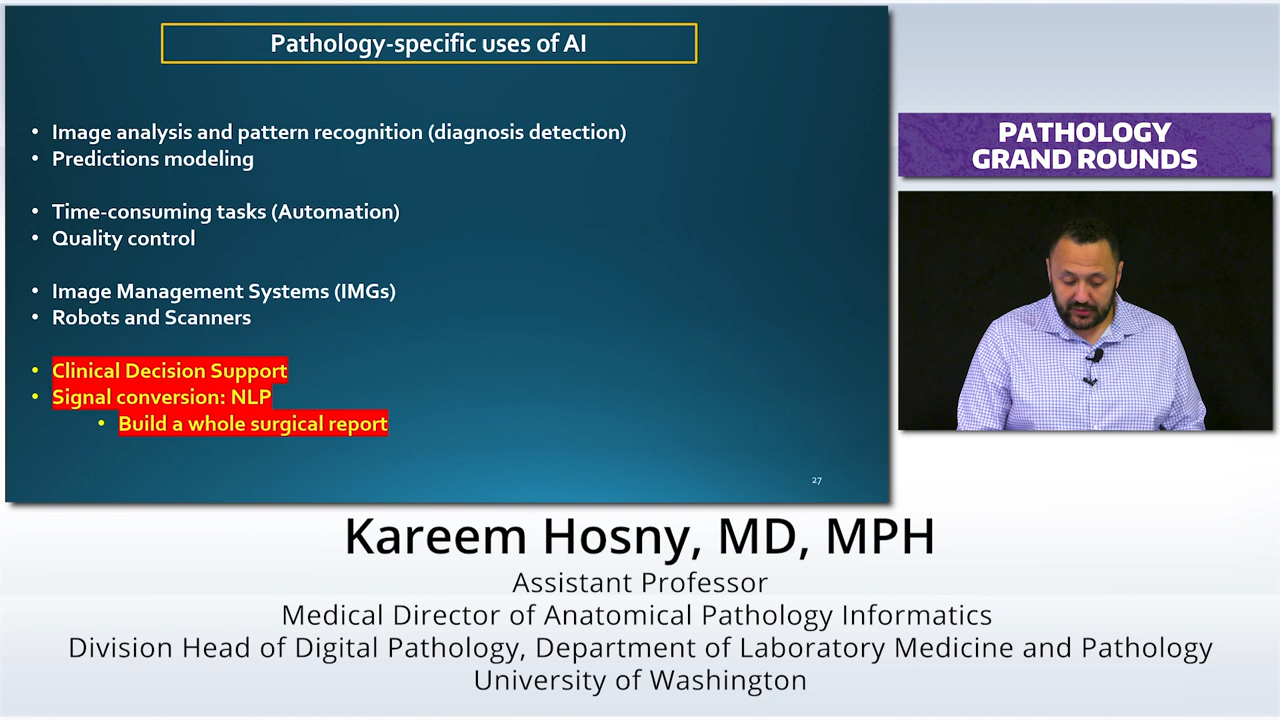 Pathology-specific uses of AI
• Image analysis and pattern recognition (diagnosis detection)
• Predictions modeling
• Time-consuming tasks (Automation)
• Quality control
• Image Management Systems (IMGs)
• Robots and Scanners
• Clinical Decision Support
• Signal conversion: NLP
• Build a whole surgical report
27
PATHOLOGY
GRAND ROUNDS
Kareem Hosny, MD, MPH
Assistant Professor
Medical Director of Anatomical Pathology Informatics
Division Head of Digital Pathology, Department of Laboratory Medicine and Pathology
University of Washington